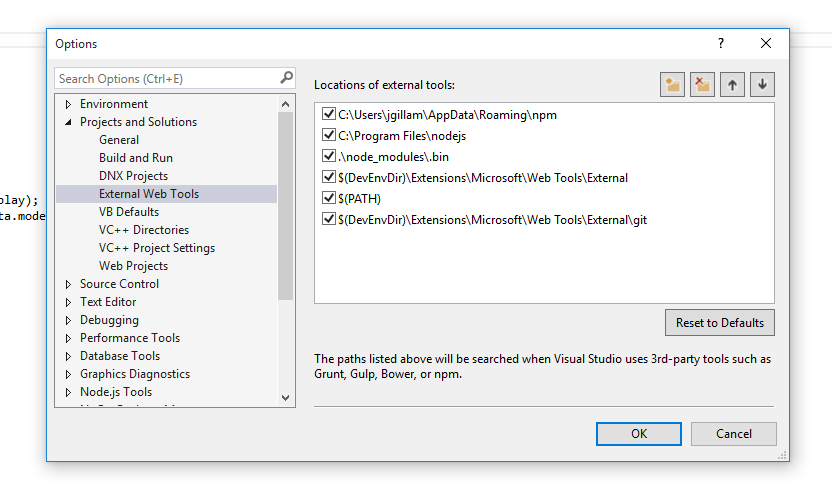 Options
?
Search Options (Ctrl+E)
Environment
Projects and Solutions
General
Build and Run
DNX Projects
External Web Tools
VB Defaults
VC++ Directories
VC++ Project Settings
Web Projects
Source Control
Text Editor
Debugging
Performance Tools
Database Tools
Graphics Diagnostics
Node.js Tools
Locations of external tools:
C:\Users\jgillam\AppData\Roaming\npm
C:\Program Files\nodejs
.\node_modules\.bin
$(DevEnvDir)\Extensions\Microsoft\Web Tools\External
$(PATH)
$(DevEnvDir)\Extensions\Microsoft\Web Tools\External\git
Reset to Defaults
The paths listed above will be searched when Visual Studio uses 3rd-party tools such as
Grunt, Gulp, Bower, or npm.
OK
Cancel
play);
ta.mode